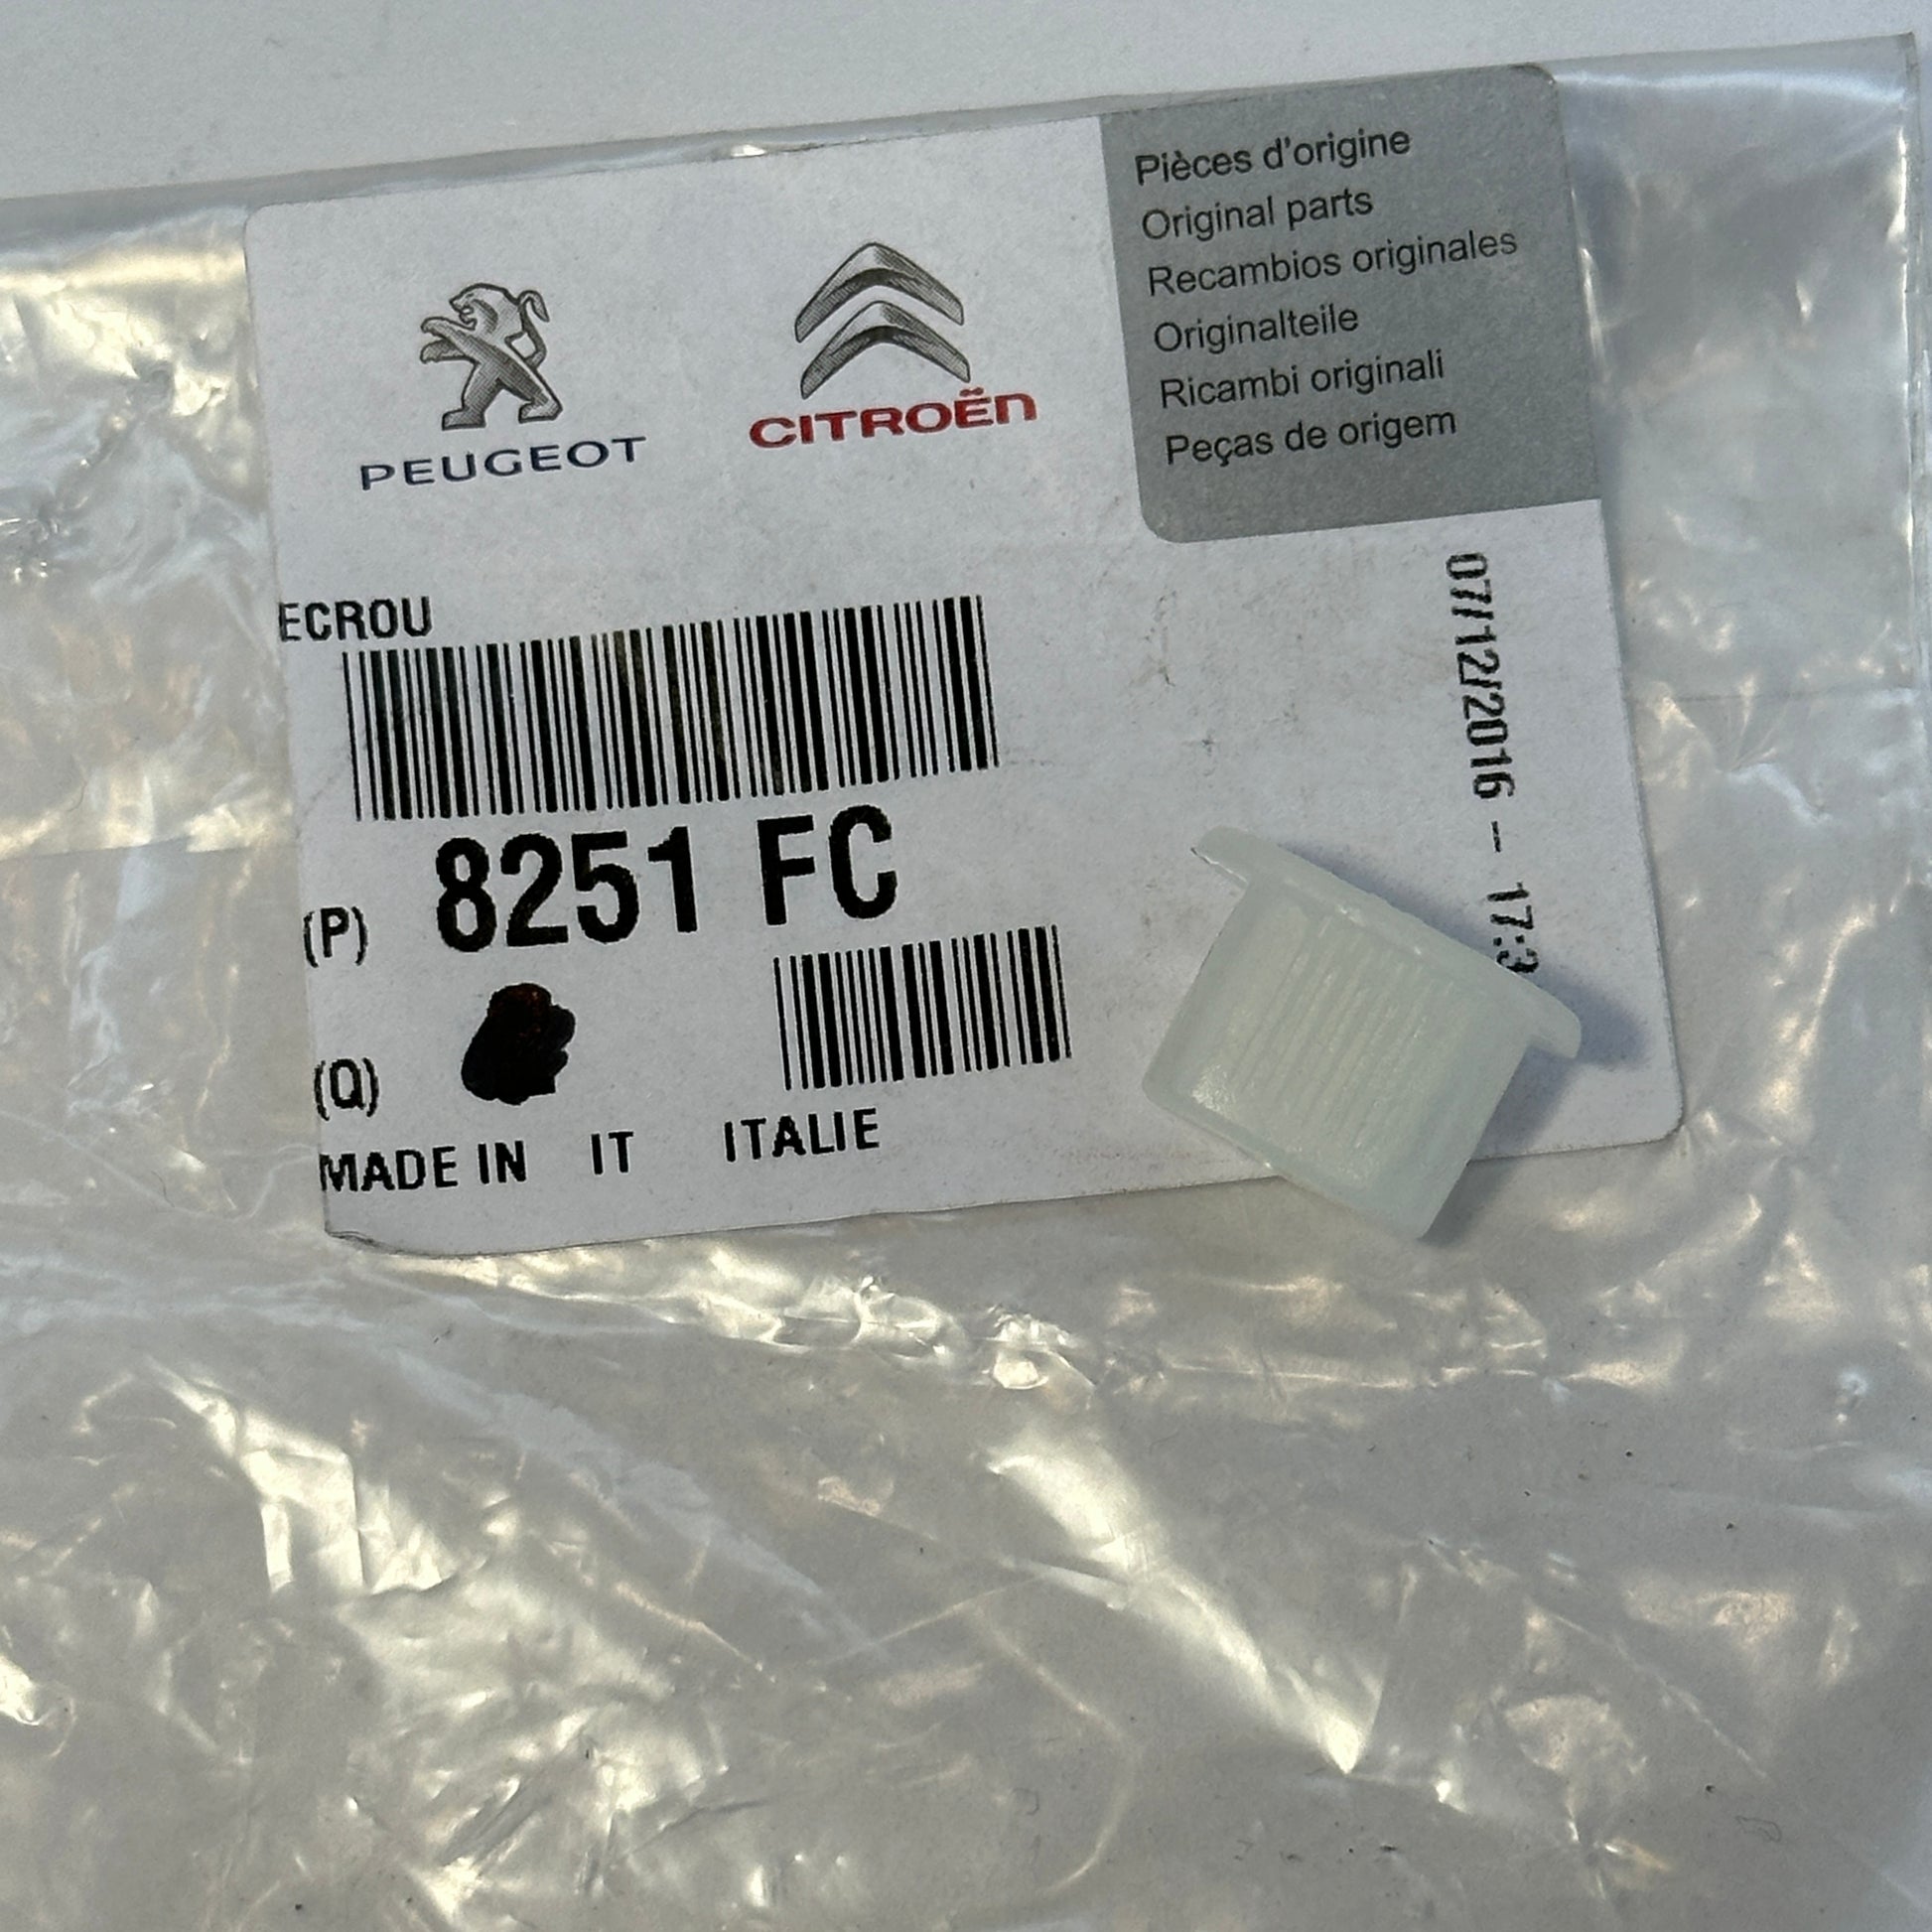 PEUGEOT
CITROËN
Pièces d'origine
Original parts
Recambios originales
Originalteile
Ricambi originali
Peças de origem
ECROU
(P) 8251 FC
(Q)
MADE IN IT ITALIE
07/12/2016 - 17:3